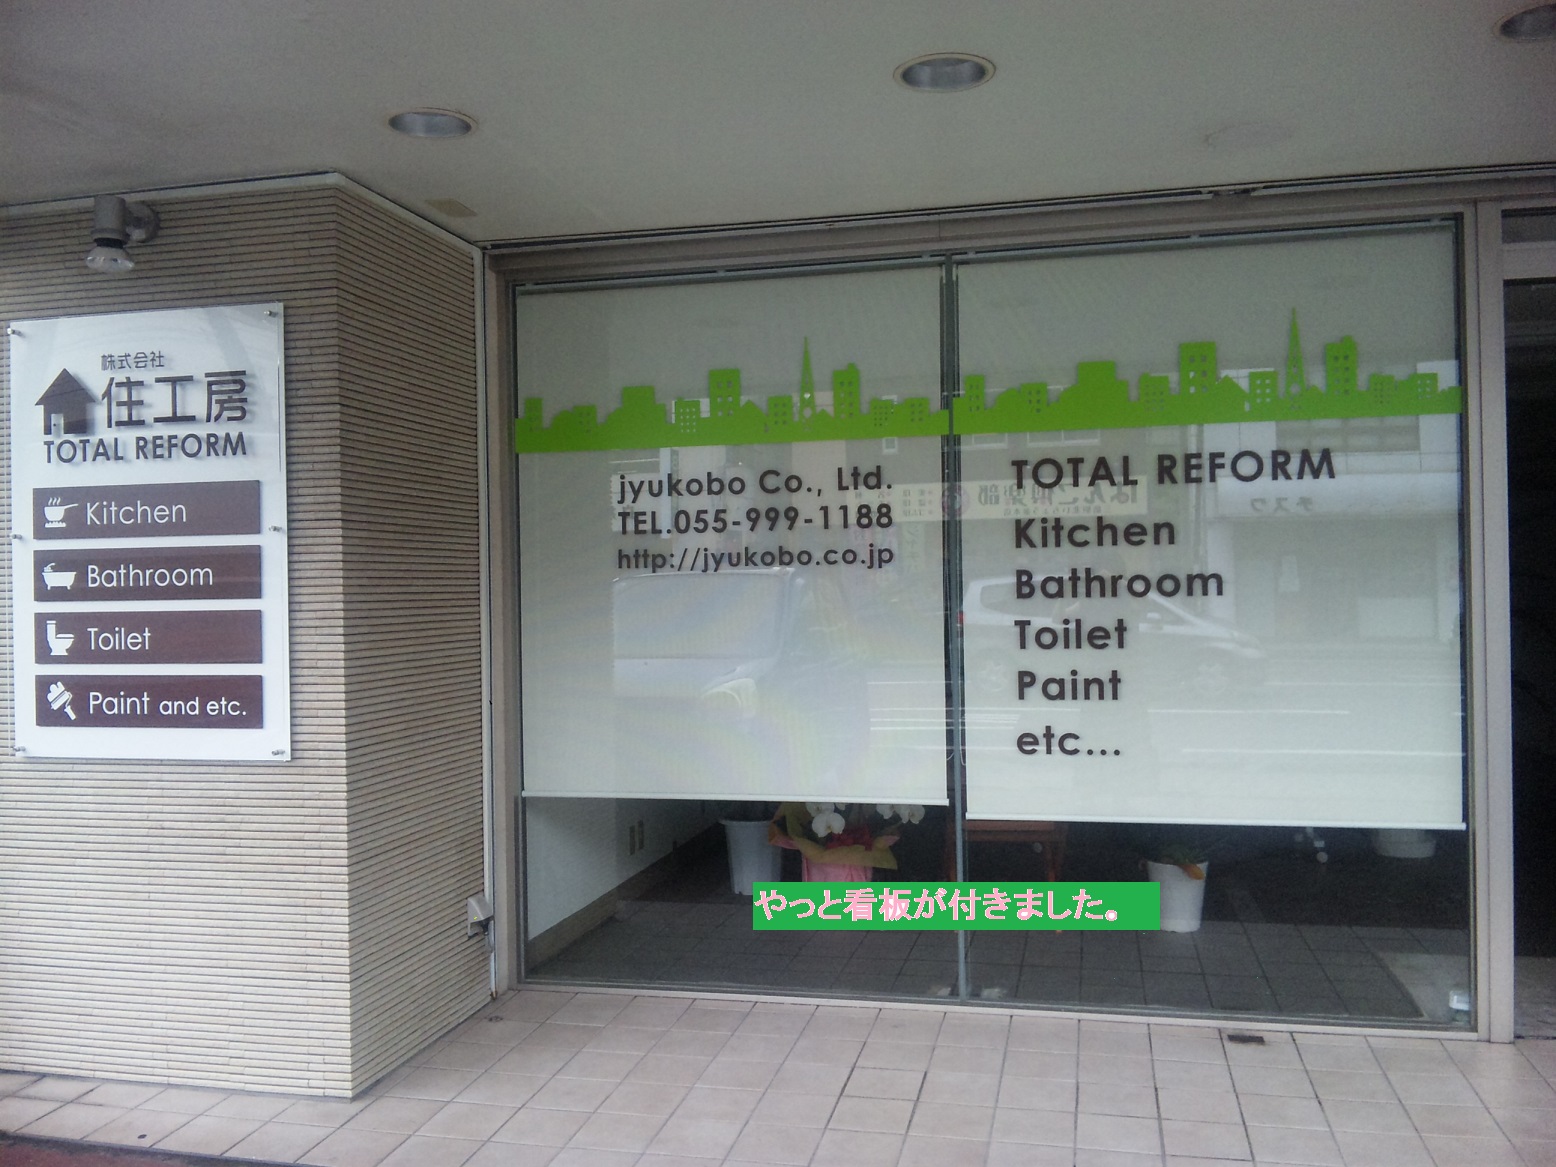 株式会社
住工房
TOTAL REFORM
Kitchen
Bathroom
Toilet
Paint and etc.
jyukobo Co., Ltd.
TEL.055-999-1188
http://jyukobo.co.jp
TOTAL REFORM
Kitchen
Bathroom
Toilet
Paint
etc...
やっと看板が付きました。